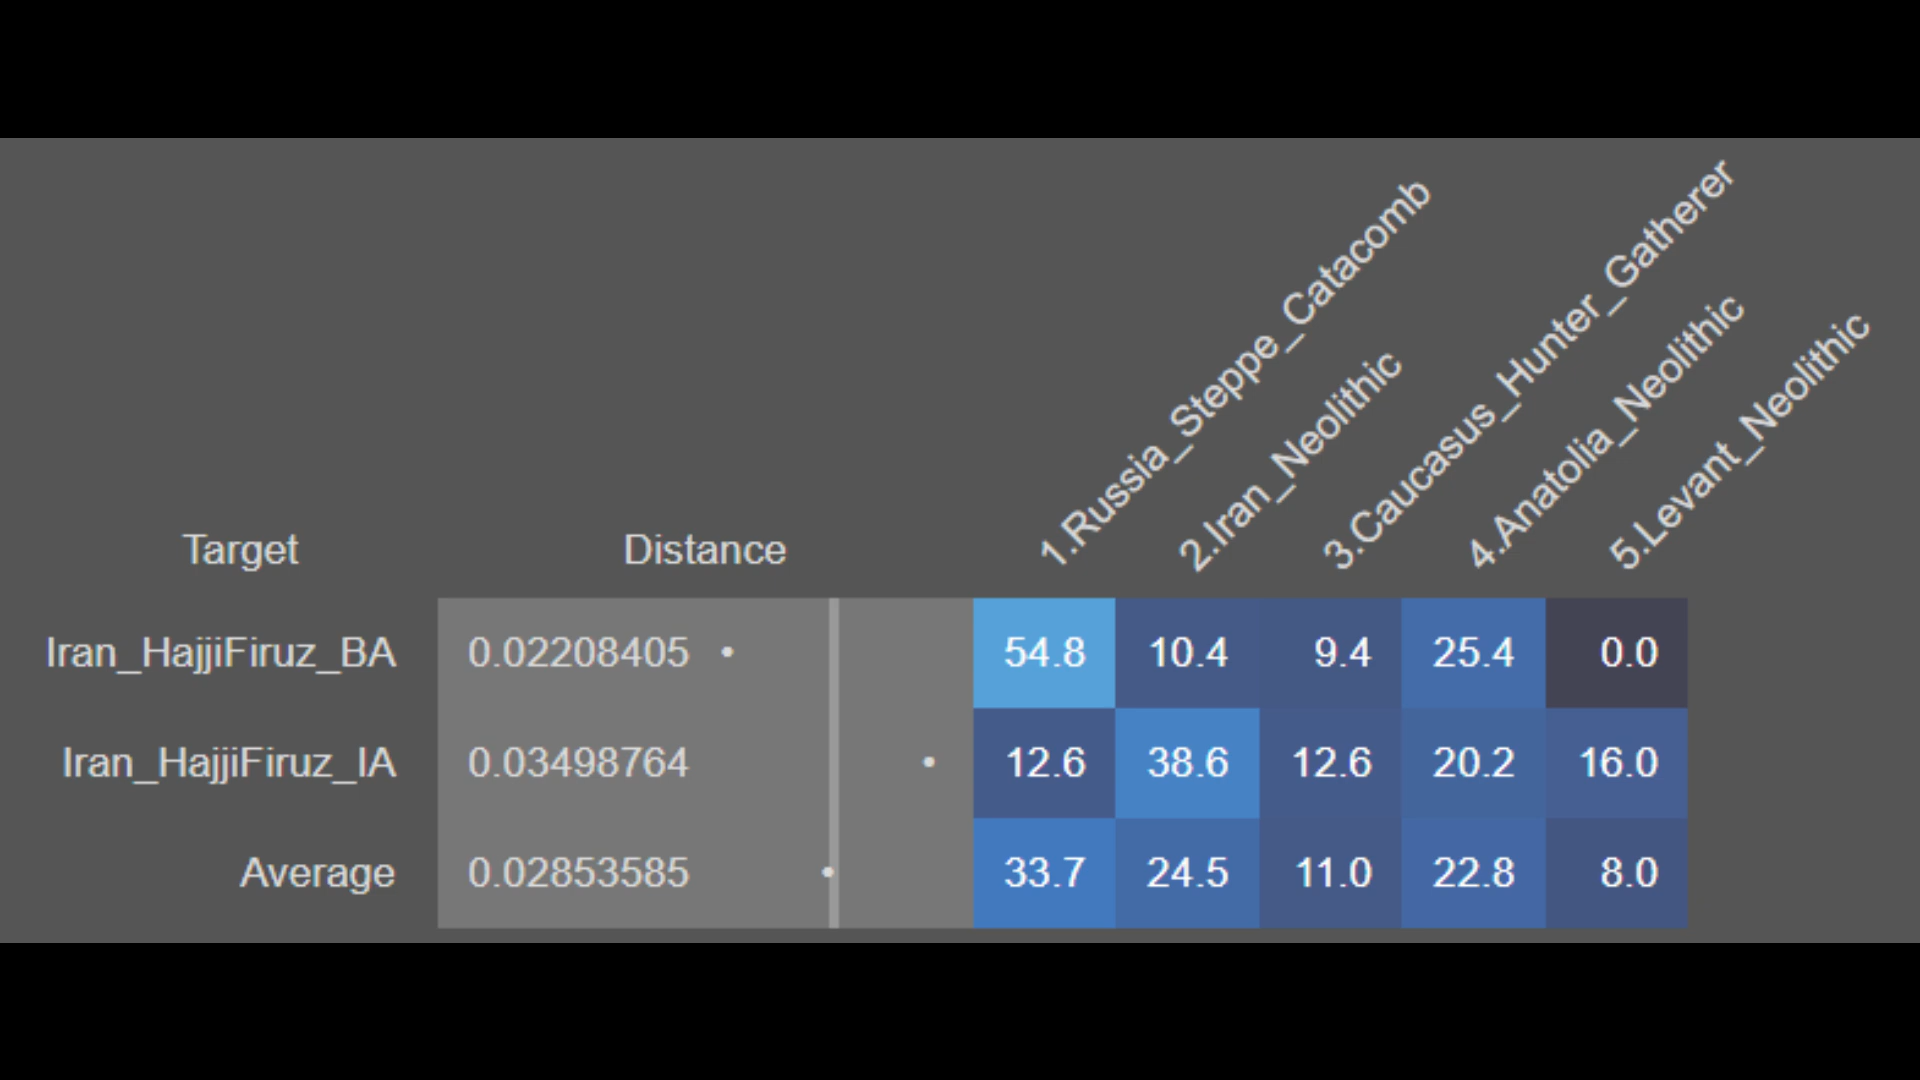 Target Distance 1.Russia_Steppe_Catacomb 2.Iran_Neolithic 3.Caucasus_Hunter_Gatherer 4.Anatolia_Neolithic 5.Levant_Neolithic
Iran_HajjiFiruz_BA 0.02208405 54.8 10.4 9.4 25.4 0.0
Iran_HajjiFiruz_IA 0.03498764 12.6 38.6 12.6 20.2 16.0
Average 0.02853585 33.7 24.5 11.0 22.8 8.0